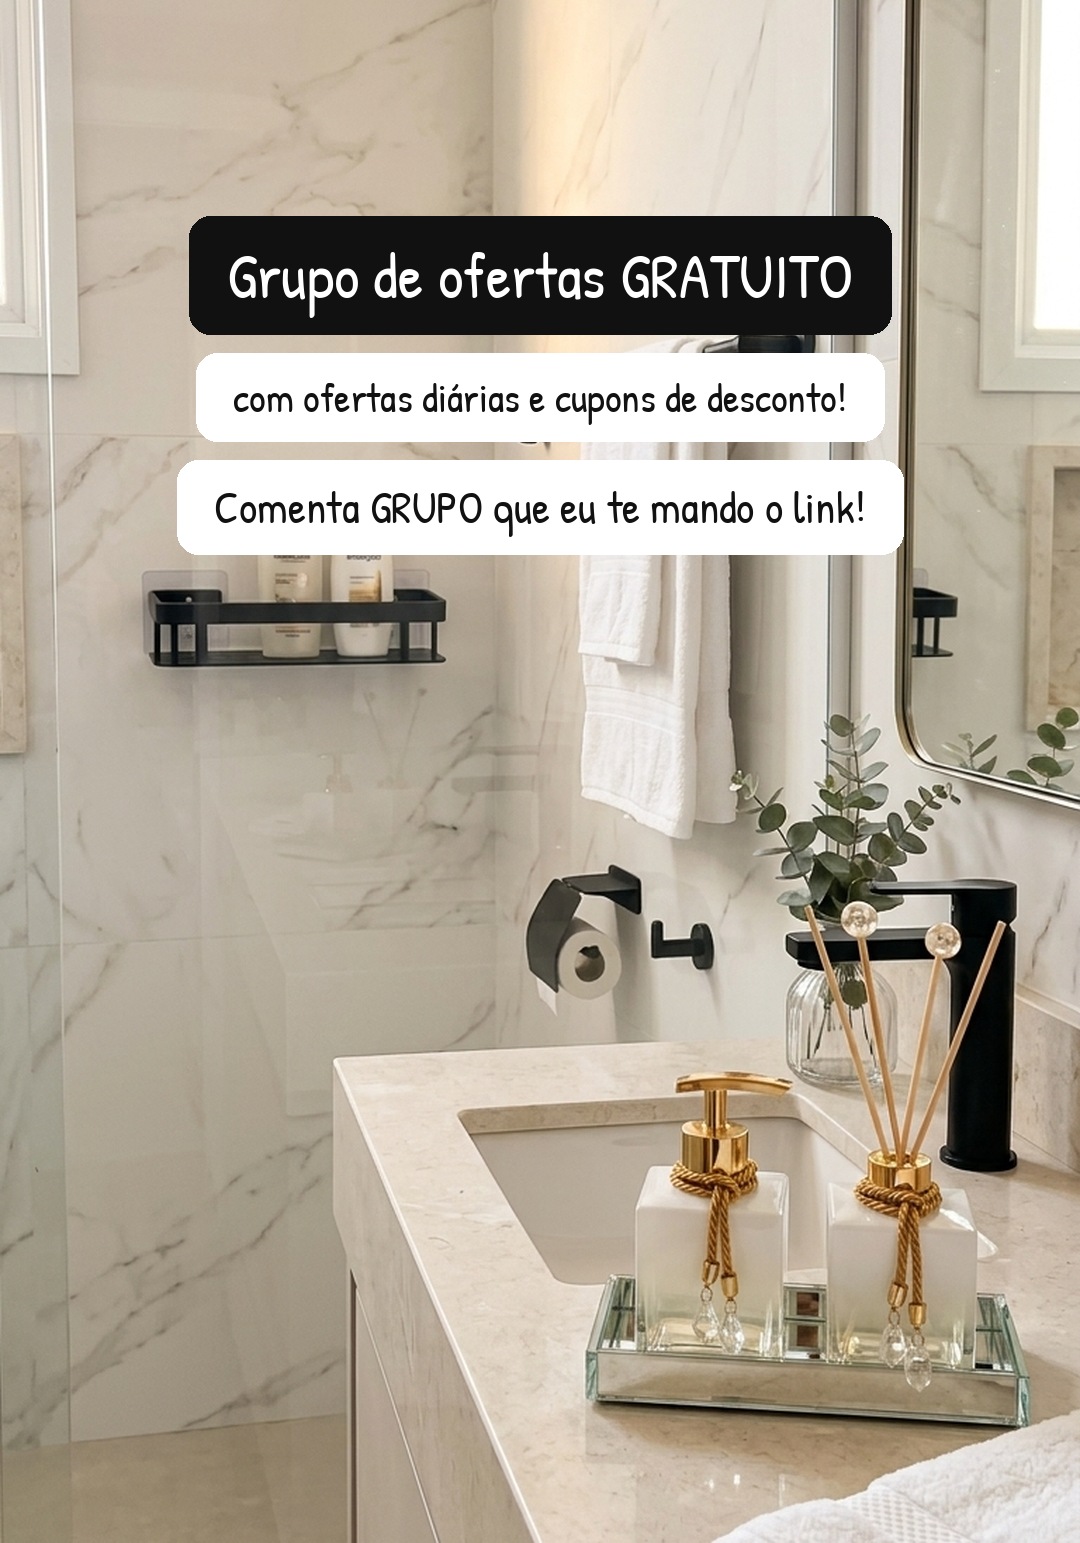 Grupo de ofertas GRATUITO
com ofertas diárias e cupons de desconto!
Comenta GRUPO que eu te mando o link!